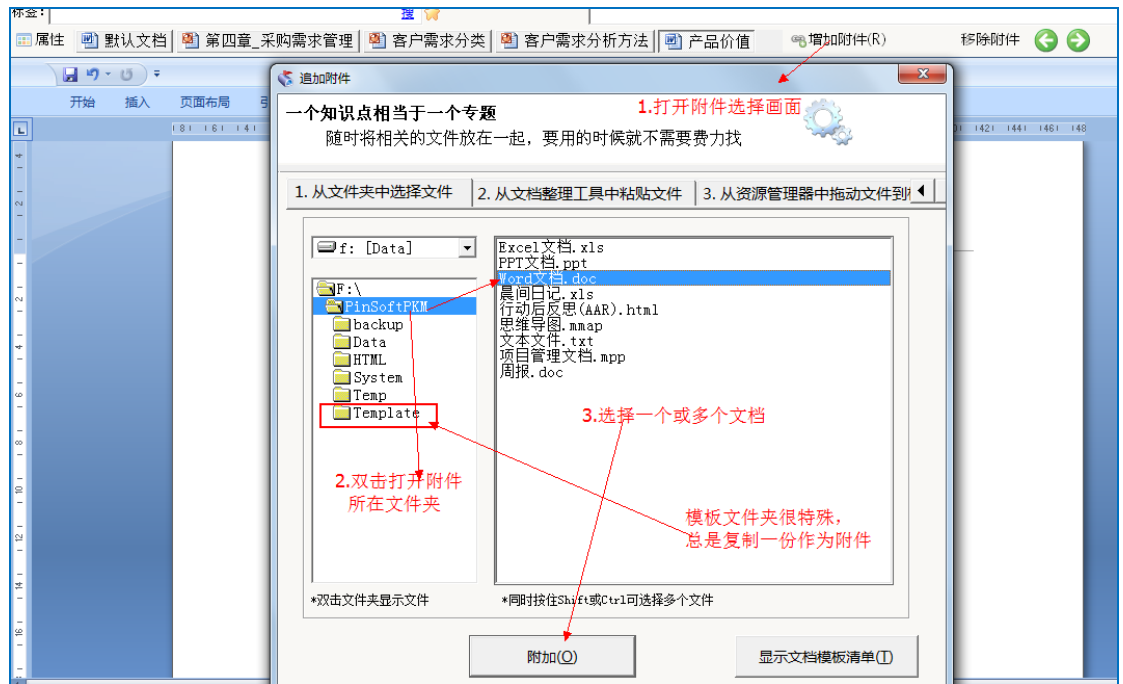 标签:
搜
属性 默认文档 第四章_采购需求管理 客户需求分类 客户需求分析方法 产品价值 增加附件(R) 移除附件
开始 插入 页面布局
追加附件
一个知识点相当于一个专题
随时将相关的文件放在一起，要用的时候就不需要费力找
1.打开附件选择画面
1. 从文件夹中选择文件 2. 从文档整理工具中粘贴文件 3. 从资源管理器中拖动文件到
f: [Data]
F:\
PinSoftPKM
backup
Data
HTML
System
Temp
Template
Excel文档.xls
PPT文档.ppt
Word文档.doc
晨间日记.xls
行动后反思(AAR).html
思维导图.mmap
文本文件.txt
项目管理文档.mpp
周报.doc
3.选择一个或多个文档
2.双击打开附件
所在文件夹
模板文件夹很特殊，
总是复制一份作为附件
*双击文件夹显示文件
*同时按住Shift或Ctrl可选择多个文件
附加(O)
显示文档模板清单(T)